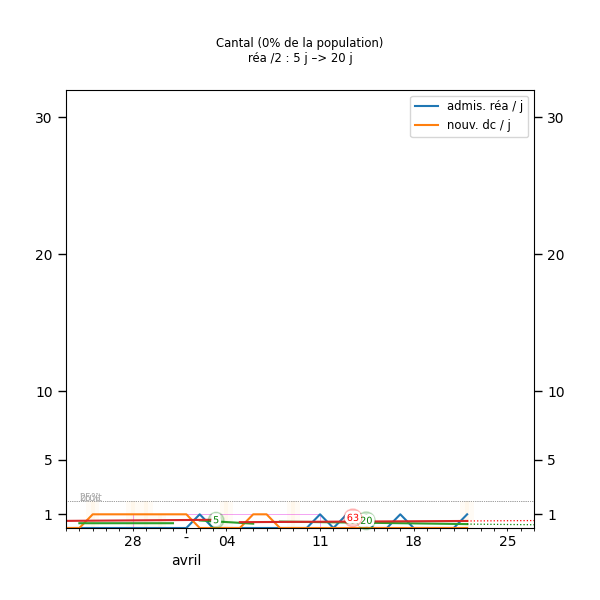 Cantal (0% de la population)
réa /2 : 5 j –> 20 j
admis. réa / j
nouv. dc / j
30 30
20 20
10 10
5 5
1 1
5 63 20
28 - 04 11 18 25
avril